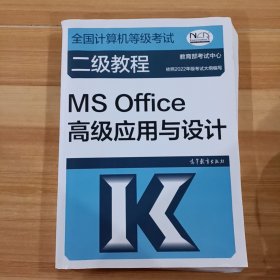 全国计算机等级考试
NCRE
二级教程
教育部考试中心
根据2022年版考试大纲编写
MS Office
高级应用与设计
高等教育出版社